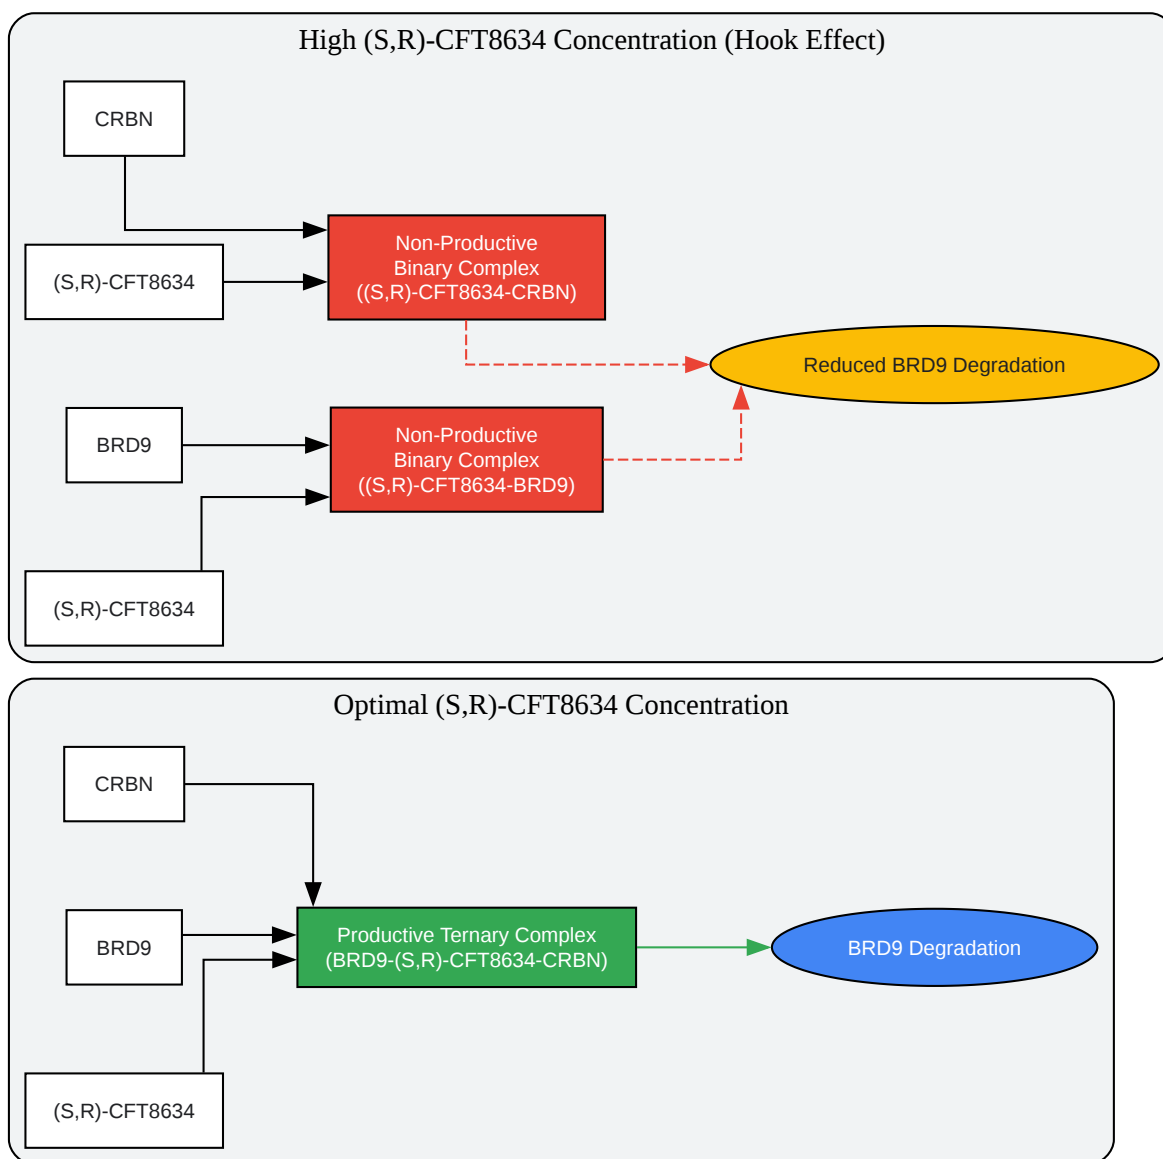 High (S,R)-CFT8634 Concentration (Hook Effect)
CRBN
(S,R)-CFT8634
Non-Productive
Binary Complex
((S,R)-CFT8634-CRBN)
Reduced BRD9 Degradation
BRD9
Non-Productive
Binary Complex
((S,R)-CFT8634-BRD9)
(S,R)-CFT8634
Optimal (S,R)-CFT8634 Concentration
CRBN
BRD9
Productive Ternary Complex
(BRD9-(S,R)-CFT8634-CRBN)
BRD9 Degradation
(S,R)-CFT8634